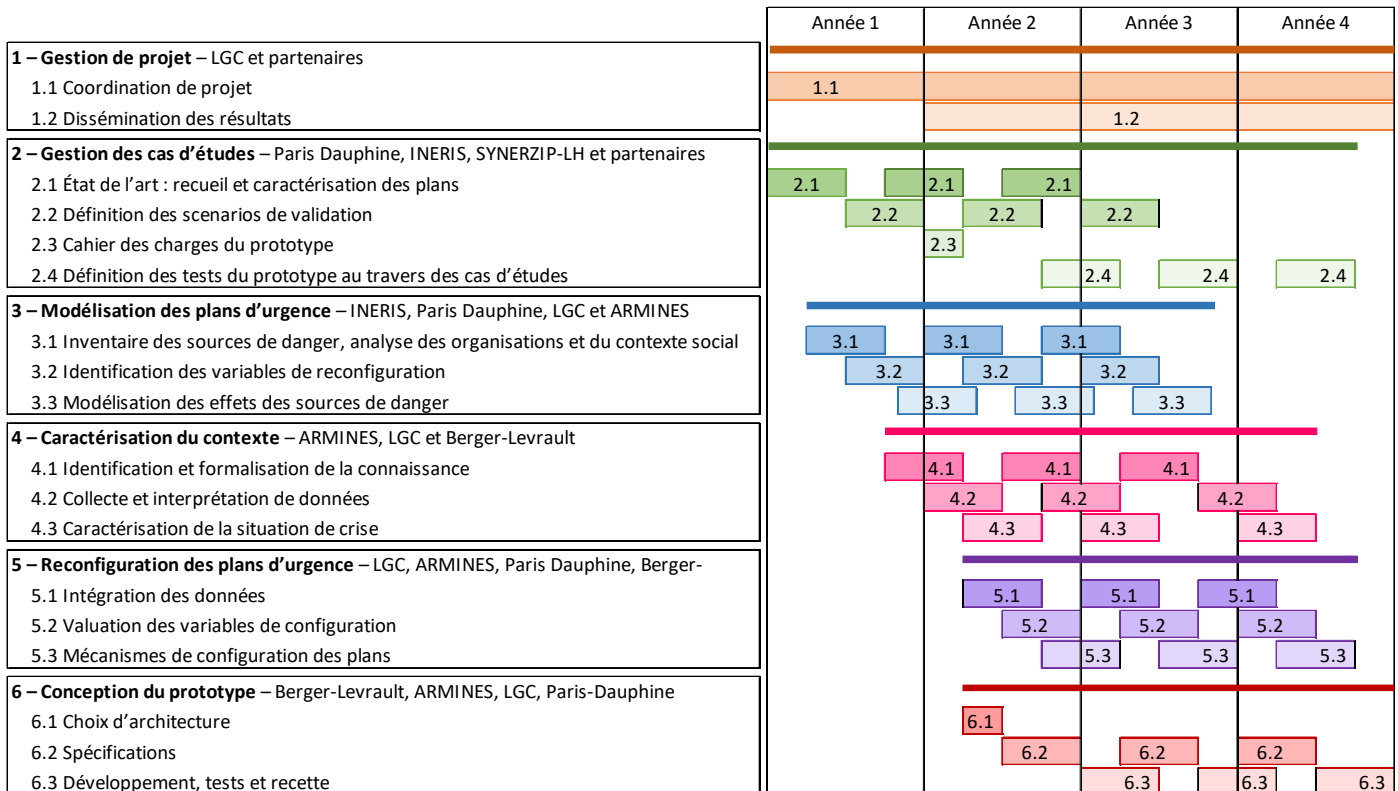 Année 1 Année 2 Année 3 Année 4
1 – Gestion de projet – LGC et partenaires
1.1 Coordination de projet 1.1
1.2 Dissémination des résultats 1.2
2 – Gestion des cas d’études – Paris Dauphine, INERIS, SYNERZIP-LH et partenaires
2.1 État de l’art : recueil et caractérisation des plans 2.1 2.1 2.1
2.2 Définition des scenarios de validation 2.2 2.2 2.2
2.3 Cahier des charges du prototype 2.3
2.4 Définition des tests du prototype au travers des cas d’études 2.4 2.4 2.4
3 – Modélisation des plans d’urgence – INERIS, Paris Dauphine, LGC et ARMINES
3.1 Inventaire des sources de danger, analyse des organisations et du contexte social 3.1 3.1 3.1
3.2 Identification des variables de reconfiguration 3.2 3.2 3.2
3.3 Modélisation des effets des sources de danger 3.3 3.3 3.3
4 – Caractérisation du contexte – ARMINES, LGC et Berger-Levrault
4.1 Identification et formalisation de la connaissance 4.1 4.1 4.1
4.2 Collecte et interprétation de données 4.2 4.2 4.2
4.3 Caractérisation de la situation de crise 4.3 4.3 4.3
5 – Reconfiguration des plans d’urgence – LGC, ARMINES, Paris Dauphine, Berger-
5.1 Intégration des données 5.1 5.1 5.1
5.2 Valuation des variables de configuration 5.2 5.2 5.2
5.3 Mécanismes de configuration des plans 5.3 5.3 5.3
6 – Conception du prototype – Berger-Levrault, ARMINES, LGC, Paris-Dauphine
6.1 Choix d’architecture 6.1
6.2 Spécifications 6.2 6.2 6.2
6.3 Développement, tests et recette 6.3 6.3 6.3